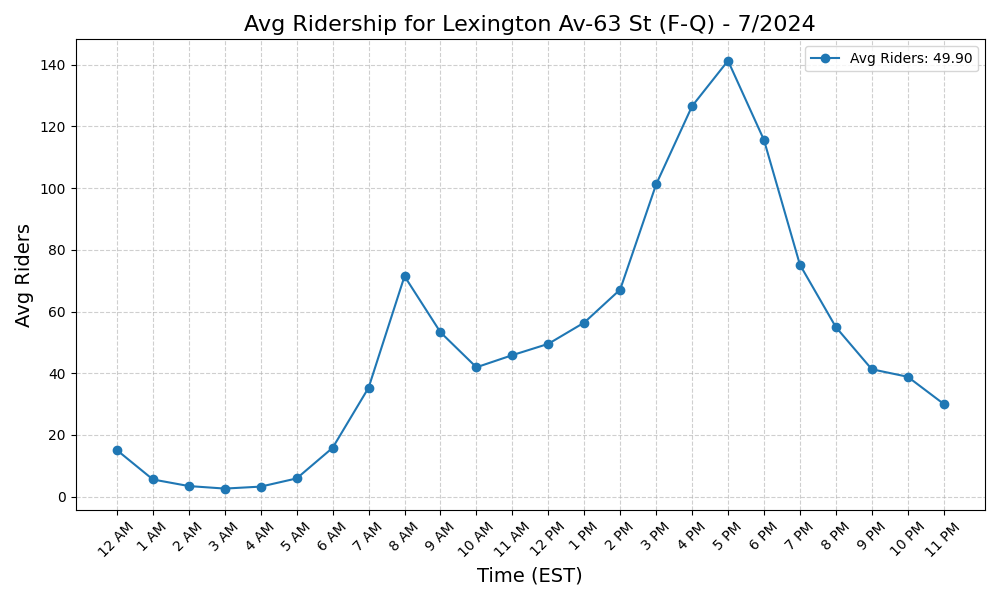 Avg Ridership for Lexington Av-63 St (F-Q) - 7/2024
Avg Riders: 49.90
Avg Riders
140
120
100
80
60
40
20
0
12 AM
1 AM
2 AM
3 AM
4 AM
5 AM
6 AM
7 AM
8 AM
9 AM
10 AM
11 AM
12 PM
1 PM
2 PM
3 PM
4 PM
5 PM
6 PM
7 PM
8 PM
9 PM
10 PM
11 PM
Time (EST)